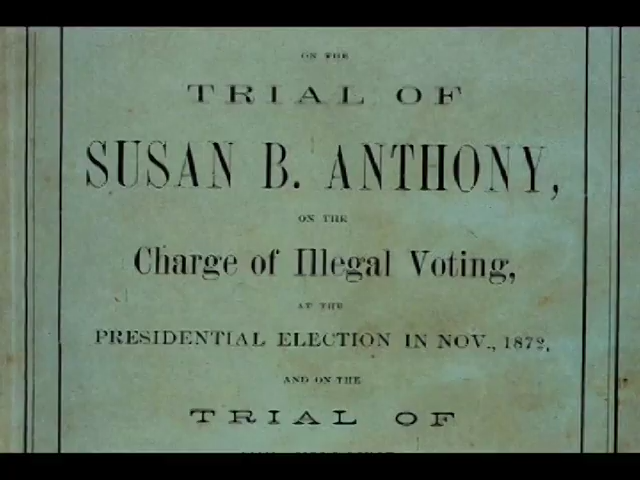 ON THE
TRIAL OF
SUSAN B. ANTHONY,
ON THE
Charge of Illegal Voting,
AT THE
PRESIDENTIAL ELECTION IN NOV., 1872,
AND ON THE
TRIAL OF